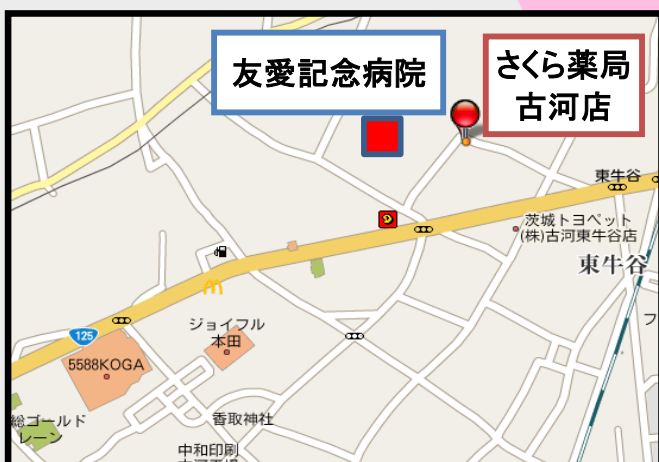 友愛記念病院
さくら薬局
古河店
東牛谷
茨城トヨペット
(株)古河東牛谷店
東牛谷
125
ジョイフル
本田
5588KOGA
フ
総ゴールド
レーン
香取神社
中和印刷